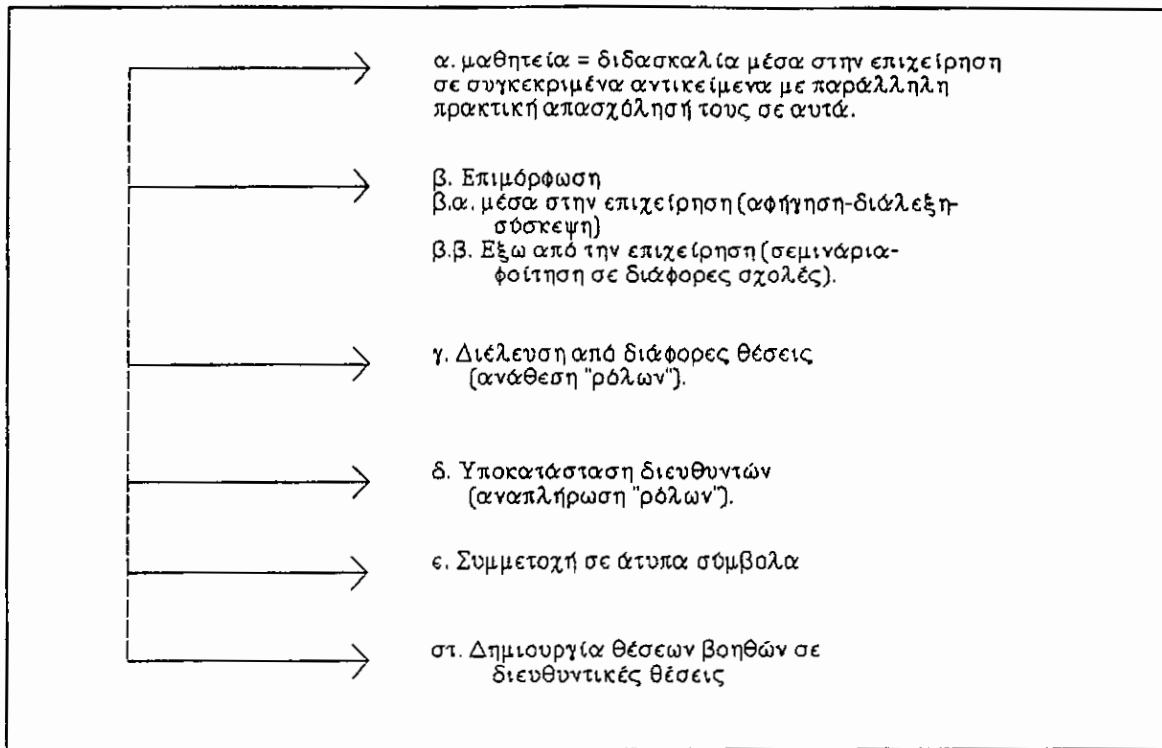 α. μαθητεία = διδασκαλία μέσα στην επιχείρηση
σε συγκεκριμένα αντικείμενα με παράλληλη
πρακτική απασχόλησή τους σε αυτά.
β. Επιμόρφωση
β.α. μέσα στην επιχείρηση (αφήγηση-διάλεξη-
σύσκεψη)
β.β. Εξω από την επιχείρηση (σεμινάρια-
φοίτηση σε διάφορες σχολές).
γ. Διέλευση από διάφορες θέσεις
(ανάθεση "ρόλων").
δ. Υποκατάσταση διευθυντών
(αναπλήρωση "ρόλων").
ε. Συμμετοχή σε άτυπα σύμβολα
στ. Δημιουργία θέσεων βοηθών σε
διευθυντικές θέσεις